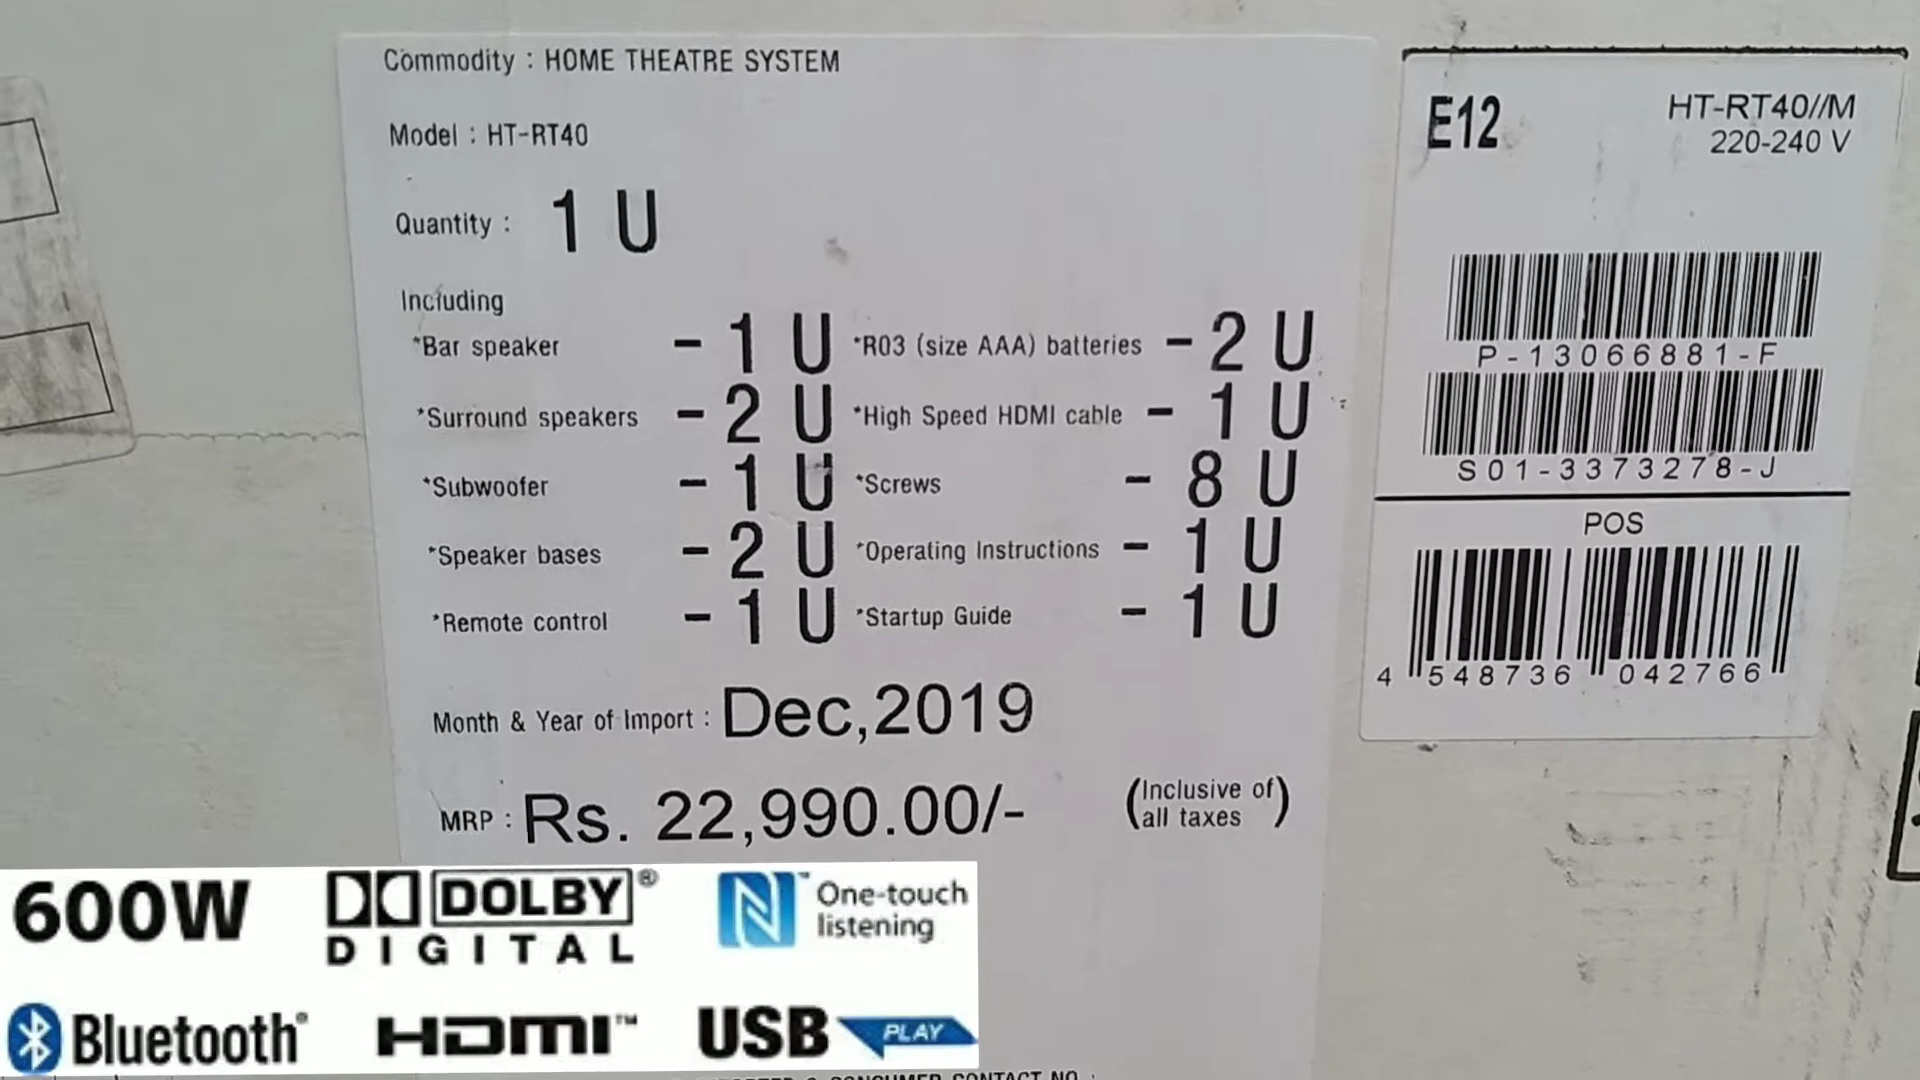 Commodity : HOME THEATRE SYSTEM
Model : HT-RT40
Quantity : 1 U
Including
*Bar speaker - 1 U *R03 (size AAA) batteries - 2 U
*Surround speakers - 2 U *High Speed HDMI cable - 1 U
*Subwoofer - 1 U *Screws - 8 U
*Speaker bases - 2 U *Operating Instructions - 1 U
*Remote control - 1 U *Startup Guide - 1 U
Month & Year of Import : Dec,2019
MRP : Rs. 22,990.00/- (Inclusive of
all taxes)
E12 HT-RT40//M
220-240 V
P-13066881-F
S01-3373278-J
POS
4 548736 042766
600W DOLBY® One-touch
DIGITAL listening
Bluetooth® HDMI™ USB PLAY
CONSUMER CONTACT NO.: